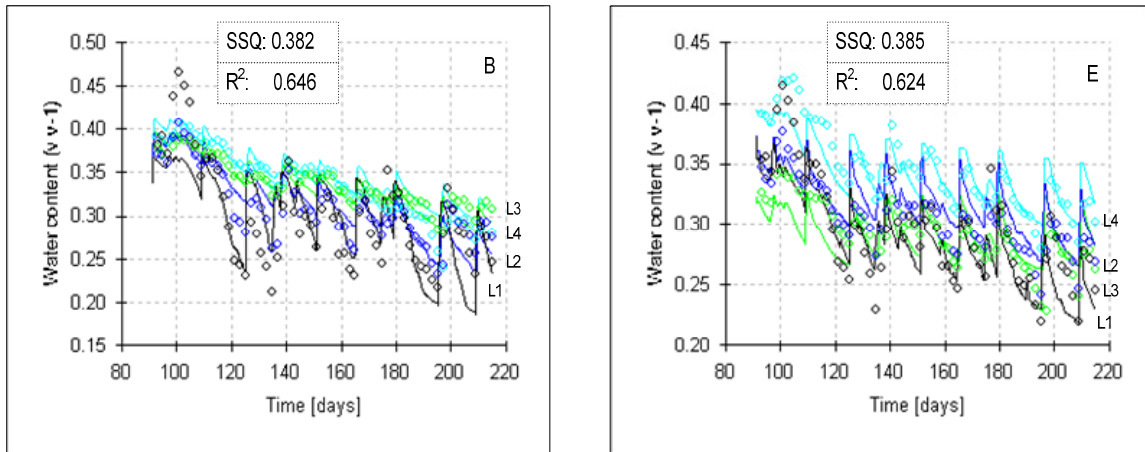 SSQ: 0.382
R²: 0.646
B
0.50
0.45
0.40
0.35
0.30
0.25
0.20
0.15
Water content (v v-1)
L3
L4
L2
L1
80 100 120 140 160 180 200 220
Time [days]
SSQ: 0.385
R²: 0.624
E
0.45
0.40
0.35
0.30
0.25
0.20
Water content (v v-1)
L4
L2
L3
L1
80 100 120 140 160 180 200 220
Time [days]